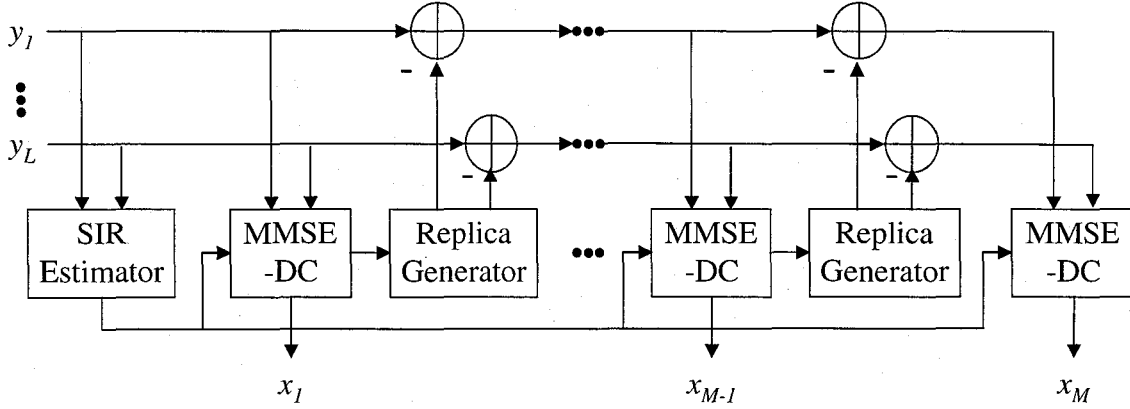 y1
-
-
yL
-
-
SIR Estimator
MMSE -DC
Replica Generator
MMSE -DC
Replica Generator
MMSE -DC
x1
xM-1
xM